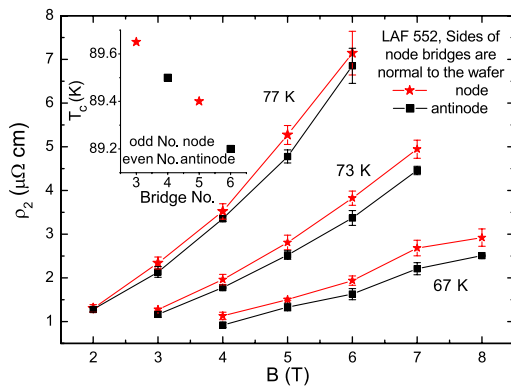 LAF 552, Sides of
node bridges are
normal to the wafer
node
antinode
77 K
73 K
67 K
ρ₂ (μΩ cm)
8
7
6
5
4
3
2
1
2 3 4 5 6 7 8
B (T)
T_c (K)
89.6
89.4
89.2
odd No. node
even No. antinode
3 4 5 6
Bridge No.